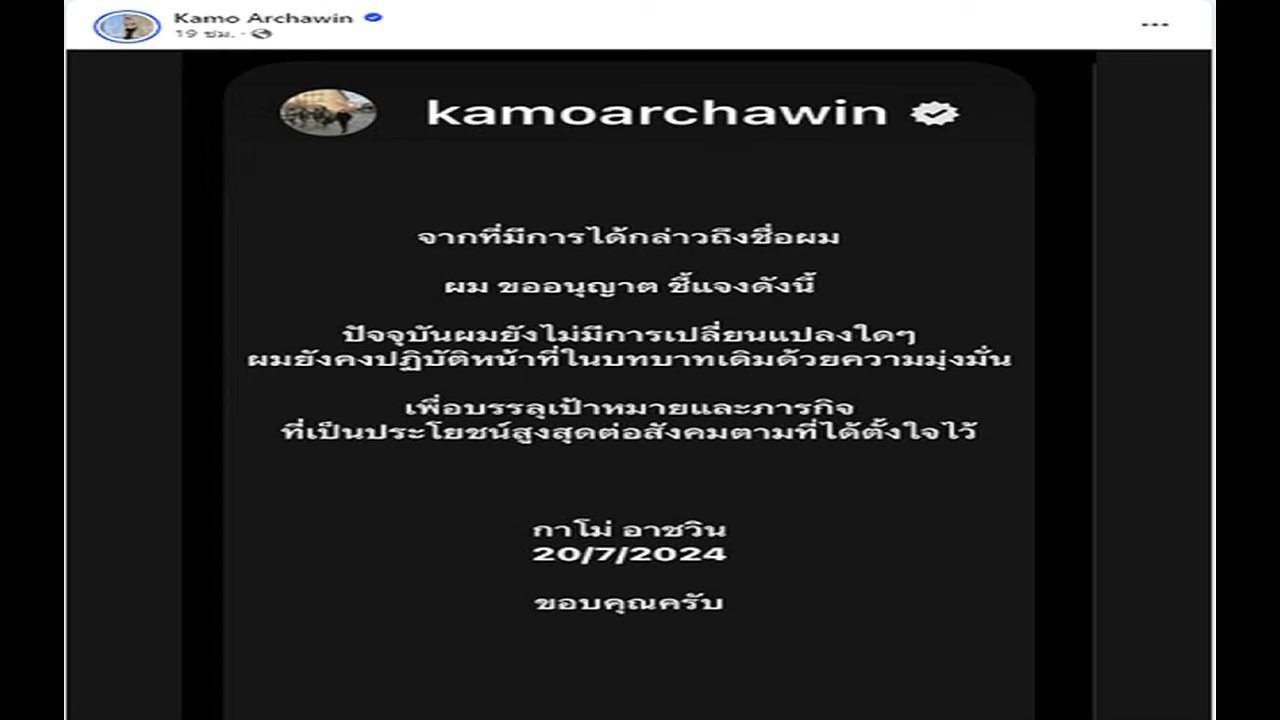 Kamo Archawin
19 ชม. ·
kamoarchawin
จากที่มีการได้กล่าวถึงชื่อผม
ผม ขออนุญาต ชี้แจงดังนี้
ปัจจุบันผมยังไม่มีการเปลี่ยนแปลงใดๆ
ผมยังคงปฏิบัติหน้าที่ในบทบาทเดิมด้วยความมุ่งมั่น
เพื่อบรรลุเป้าหมายและภารกิจ
ที่เป็นประโยชน์สูงสุดต่อสังคมตามที่ได้ตั้งใจไว้
กาโม่ อาชวิน
20/7/2024
ขอบคุณครับ